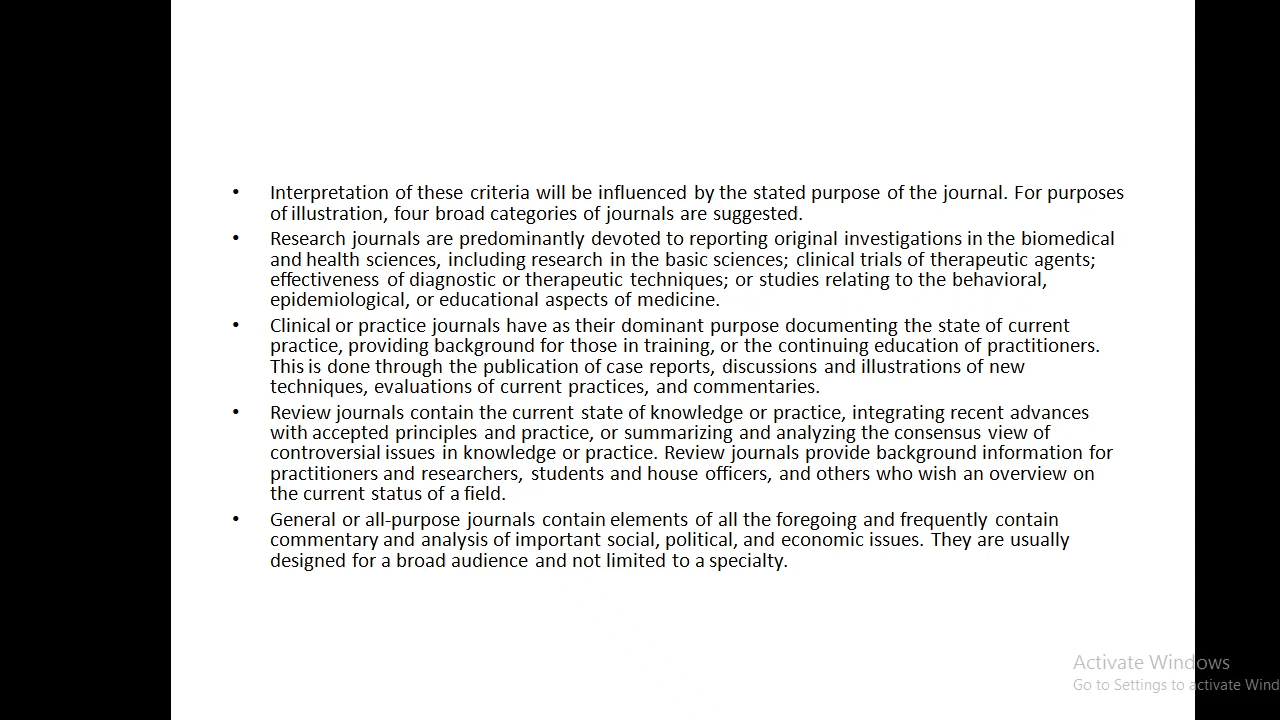 • Interpretation of these criteria will be influenced by the stated purpose of the journal. For purposes
of illustration, four broad categories of journals are suggested.
• Research journals are predominantly devoted to reporting original investigations in the biomedical
and health sciences, including research in the basic sciences; clinical trials of therapeutic agents;
effectiveness of diagnostic or therapeutic techniques; or studies relating to the behavioral,
epidemiological, or educational aspects of medicine.
• Clinical or practice journals have as their dominant purpose documenting the state of current
practice, providing background for those in training, or the continuing education of practitioners.
This is done through the publication of case reports, discussions and illustrations of new
techniques, evaluations of current practices, and commentaries.
• Review journals contain the current state of knowledge or practice, integrating recent advances
with accepted principles and practice, or summarizing and analyzing the consensus view of
controversial issues in knowledge or practice. Review journals provide background information for
practitioners and researchers, students and house officers, and others who wish an overview on
the current status of a field.
• General or all-purpose journals contain elements of all the foregoing and frequently contain
commentary and analysis of important social, political, and economic issues. They are usually
designed for a broad audience and not limited to a specialty.
Activate Windows
Go to Settings to activate Wind